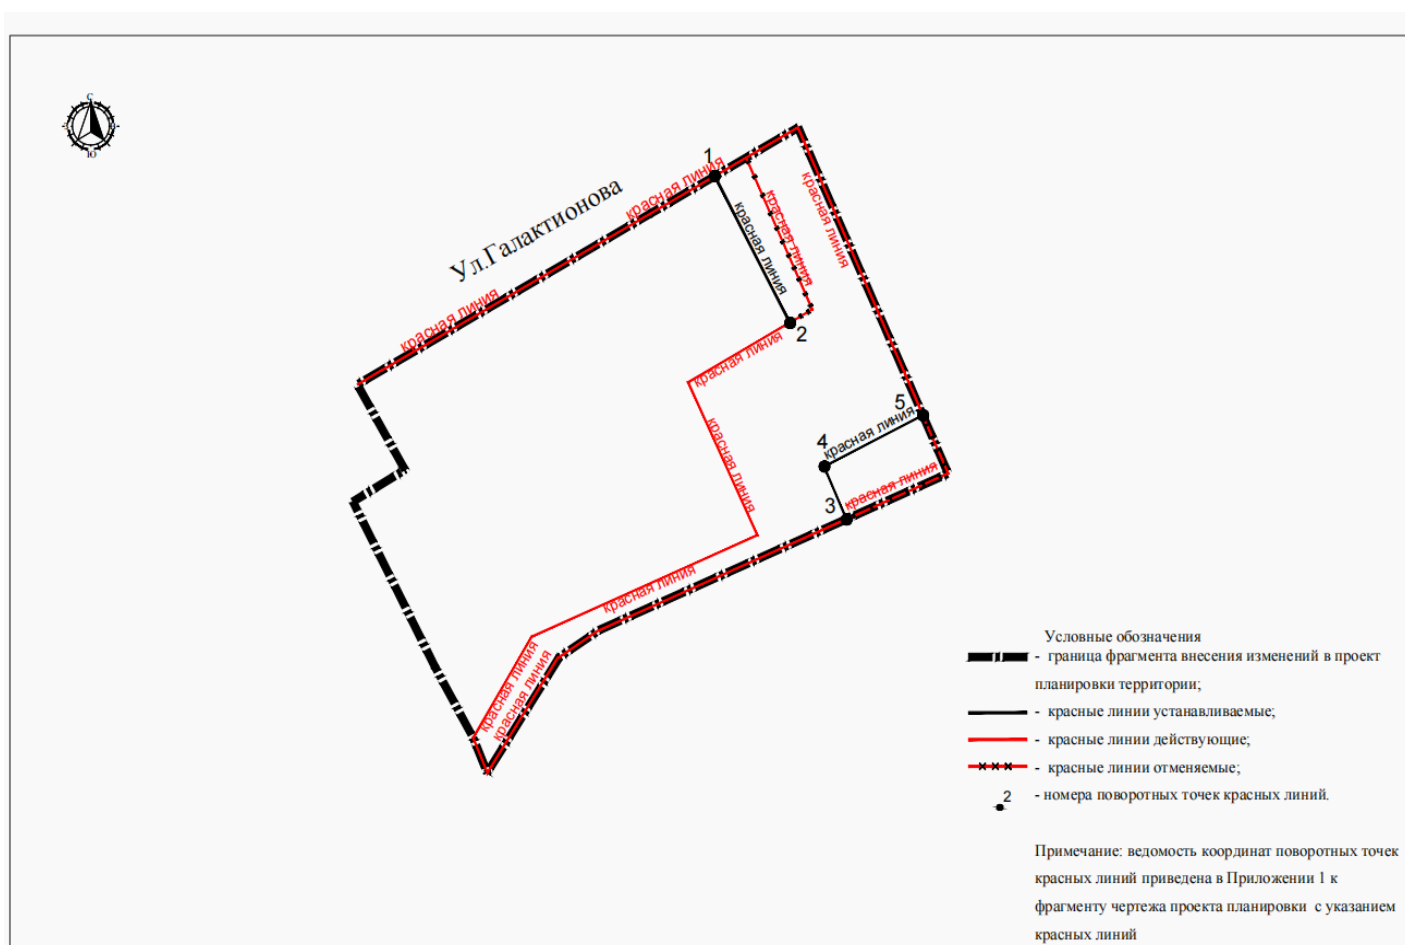 С
Ю
Ул.Галактионова
красная линия
красная линия
1
красная линия
красная линия
красная линия
2
красная линия
красная линия
5
4
красная линия
3
красная линия
красная линия
красная линия
красная линия
Условные обозначения
- граница фрагмента внесения изменений в проект
планировки территории;
- красные линии устанавливаемые;
- красные линии действующие;
- красные линии отменяемые;
2
- номера поворотных точек красных линий.
Примечание: ведомость координат поворотных точек
красных линий приведена в Приложении 1 к
фрагменту чертежа проекта планировки с указанием
красных линий